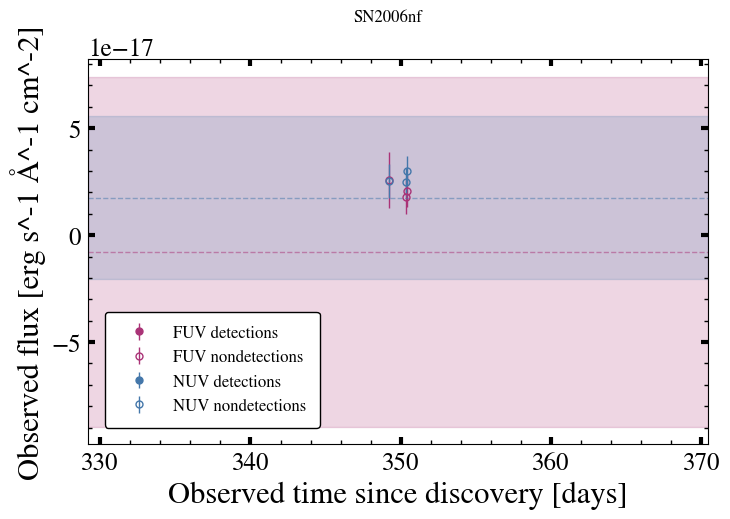 SN2006nf
1e−17
Observed flux [erg s^-1 Å^-1 cm^-2]
5
0
−5
FUV detections
FUV nondetections
NUV detections
NUV nondetections
330 340 350 360 370
Observed time since discovery [days]